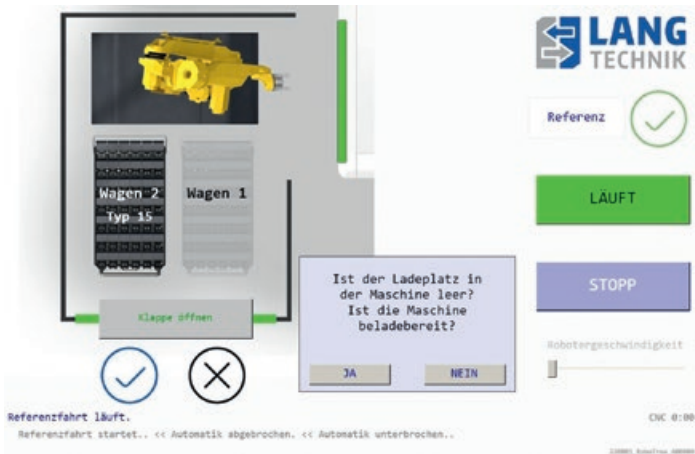 LANG
TECHNIK
Referenz
Wagen 2
Typ 15
Wagen 1
LÄUFT
Ist der Ladeplatz in
der Maschine leer?
Ist die Maschine
beladebereit?
JA
NEIN
STOPP
Klappe öffnen
Robotergeschwindigkeit
Referenzfahrt läuft.
CNC 0:00
Referenzfahrt startet.. << Automatik abgebrochen. << Automatik unterbrochen..